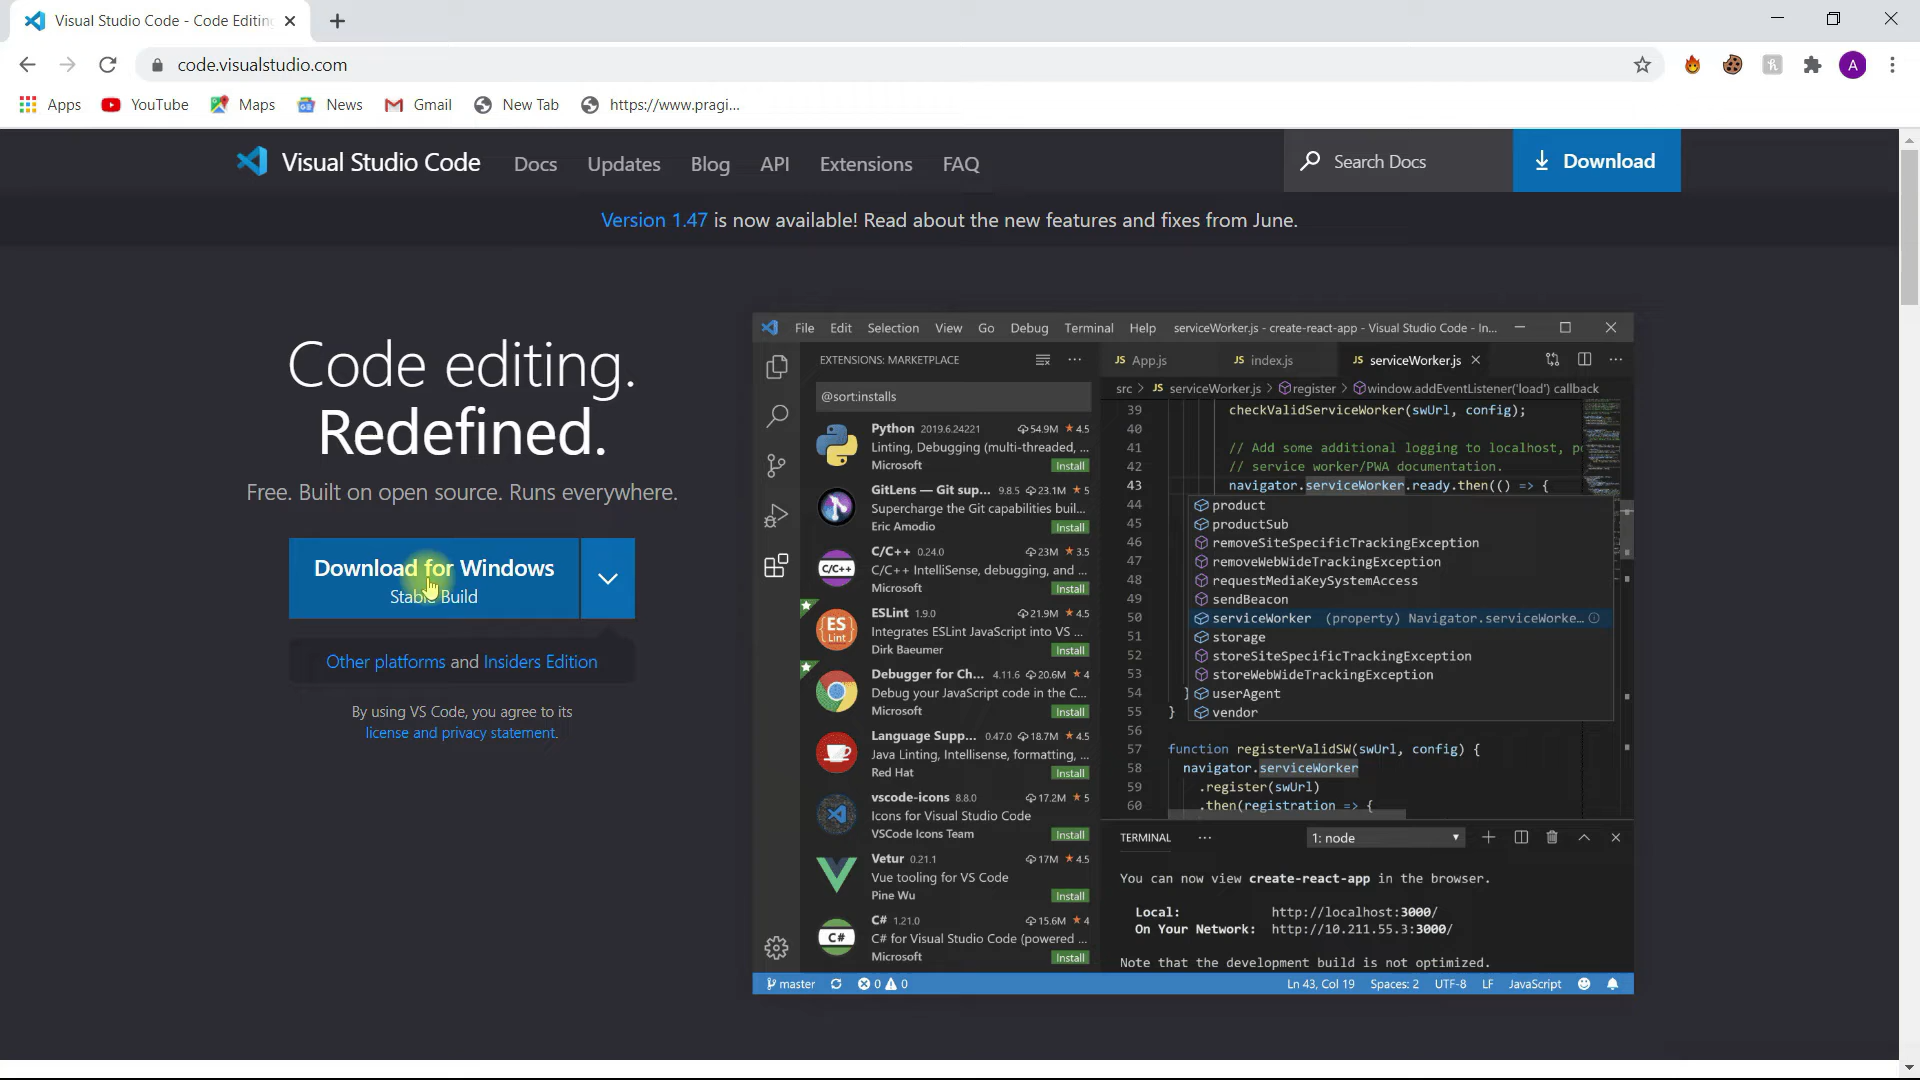 Visual Studio Code - Code Editin
code.visualstudio.com
A
Apps YouTube Maps News Gmail New Tab https://www.pragi...
Visual Studio Code Docs Updates Blog API Extensions FAQ Search Docs Download
Version 1.47 is now available! Read about the new features and fixes from June.
Code editing.
Redefined.
Free. Built on open source. Runs everywhere.
Download for Windows
Stable Build
Other platforms and Insiders Edition
By using VS Code, you agree to its
license and privacy statement.
File Edit Selection View Go Debug Terminal Help serviceWorker.js - create-react-app - Visual Studio Code - In...
EXTENSIONS: MARKETPLACE
@sort:installs
Python 2019.6.24221 54.9M 4.5
Linting, Debugging (multi-threaded, ...
Microsoft Install
GitLens — Git sup... 9.8.5 23.1M 5
Supercharge the Git capabilities buil...
Eric Amodio Install
C/C++
C/C++ 0.24.0 23M 3.5
C/C++ IntelliSense, debugging, and ...
Microsoft Install
ES
Lint
ESLint 1.9.0 21.9M 4.5
Integrates ESLint JavaScript into VS ...
Dirk Baeumer Install
Debugger for Ch... 4.11.6 20.6M 4
Debug your JavaScript code in the C...
Microsoft Install
Language Supp... 0.47.0 18.7M 4.5
Java Linting, Intellisense, formatting, ...
Red Hat Install
vscode-icons 8.8.0 17.2M 5
Icons for Visual Studio Code
VSCode Icons Team Install
Vetur 0.21.1 17M 4.5
Vue tooling for VS Code
Pine Wu Install
C#
C# 1.21.0 15.6M 4
C# for Visual Studio Code (powered ...
Microsoft Install
JS App.js JS index.js JS serviceWorker.js
src > JS serviceWorker.js > register > window.addEventListener('load') callback
39 checkValidServiceWorker(swUrl, config);
40
41 // Add some additional logging to localhost, p
42 // service worker/PWA documentation.
43 navigator.serviceWorker.ready.then(() => {
44 product
45 productSub
46 removeSiteSpecificTrackingException
47 removeWebWideTrackingException
48 requestMediaKeySystemAccess
49 sendBeacon
50 serviceWorker (property) Navigator.serviceWorke...
51 storage
52 storeSiteSpecificTrackingException
53 storeWebWideTrackingException
54 } userAgent
55 } vendor
56
57 function registerValidSW(swUrl, config) {
58 navigator.serviceWorker
59 .register(swUrl)
60 .then(registration => {
TERMINAL ... 1: node
You can now view create-react-app in the browser.
Local: http://localhost:3000/
On Your Network: http://10.211.55.3:3000/
Note that the development build is not optimized.
master 0 0 Ln 43, Col 19 Spaces: 2 UTF-8 LF JavaScript